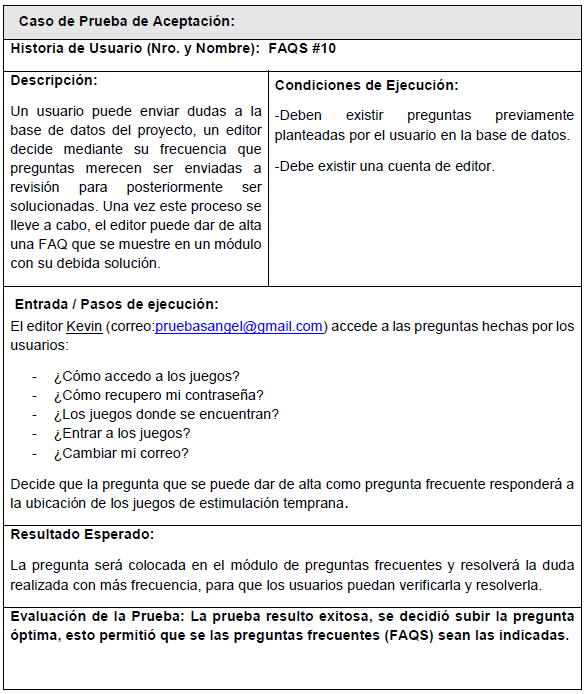 Caso de Prueba de Aceptación:
Historia de Usuario (Nro. y Nombre): FAQS #10
Descripción:
Un usuario puede enviar dudas a la
base de datos del proyecto, un editor
decide mediante su frecuencia que
preguntas merecen ser enviadas a
revisión para posteriormente ser
solucionadas. Una vez este proceso se
lleve a cabo, el editor puede dar de alta
una FAQ que se muestre en un módulo
con su debida solución.
Condiciones de Ejecución:
-Deben existir preguntas previamente
planteadas por el usuario en la base de datos.
-Debe existir una cuenta de editor.
Entrada / Pasos de ejecución:
El editor Kevin (correo:pruebasangel@gmail.com) accede a las preguntas hechas por los
usuarios:
- ¿Cómo accedo a los juegos?
- ¿Cómo recupero mi contraseña?
- ¿Los juegos donde se encuentran?
- ¿Entrar a los juegos?
- ¿Cambiar mi correo?
Decide que la pregunta que se puede dar de alta como pregunta frecuente responderá a
la ubicación de los juegos de estimulación temprana.
Resultado Esperado:
La pregunta será colocada en el módulo de preguntas frecuentes y resolverá la duda
realizada con más frecuencia, para que los usuarios puedan verificarla y resolverla.
Evaluación de la Prueba: La prueba resulto exitosa, se decidió subir la pregunta
óptima, esto permitió que se las preguntas frecuentes (FAQS) sean las indicadas.